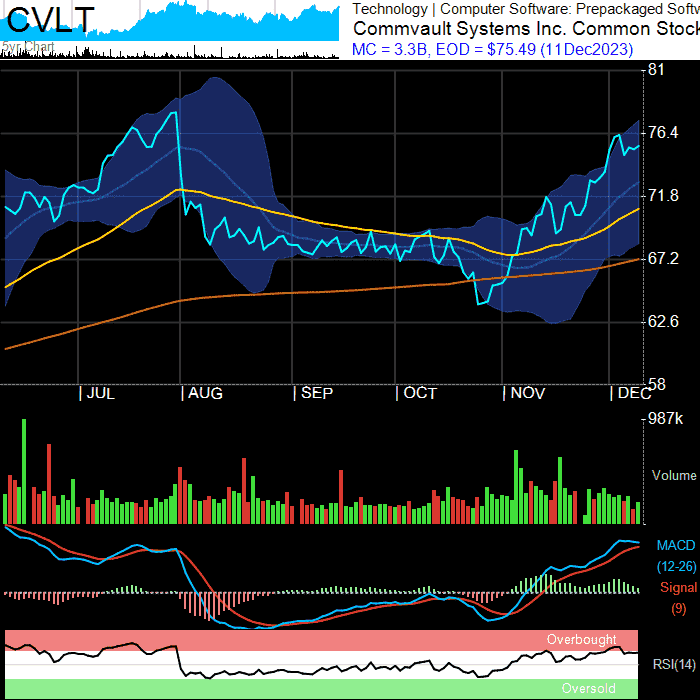 CVLT
5yr Chart
Technology | Computer Software: Prepackaged Softw
Commvault Systems Inc. Common Stock
MC = 3.3B, EOD = $75.49 (11Dec2023)
81
76.4
71.8
67.2
62.6
58
JUL AUG SEP OCT NOV DEC
987k
Volume
MACD
(12-26)
Signal
(9)
Overbought
RSI(14)
Oversold